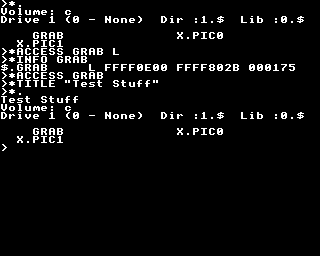 >*.
Volume: c
Drive 1 (0 - None)  Dir :1.$  Lib :0.$

    GRAB                X.PIC0
  X.PIC1
>*ACCESS GRAB L
>*INFO GRAB
$.GRAB      L FFFF0E00 FFFF802B 000175
>*ACCESS GRAB
>*TITLE "Test Stuff"
>*.
Test Stuff
Volume: c
Drive 1 (0 - None)  Dir :1.$  Lib :0.$

    GRAB                X.PIC0
  X.PIC1
>